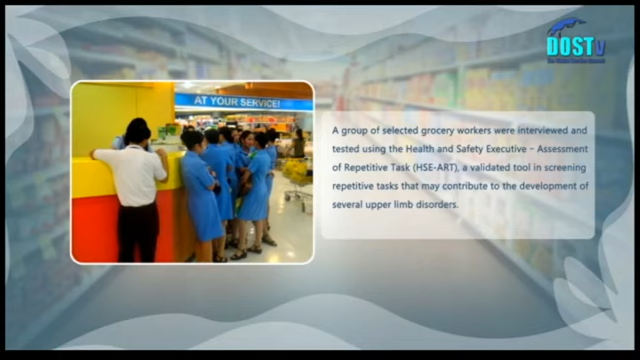 DOSTv
AT YOUR SERVICE!
A group of selected grocery workers were interviewed and
tested using the Health and Safety Executive – Assessment
of Repetitive Task (HSE-ART), a validated tool in screening
repetitive tasks that may contribute to the development of
several upper limb disorders.